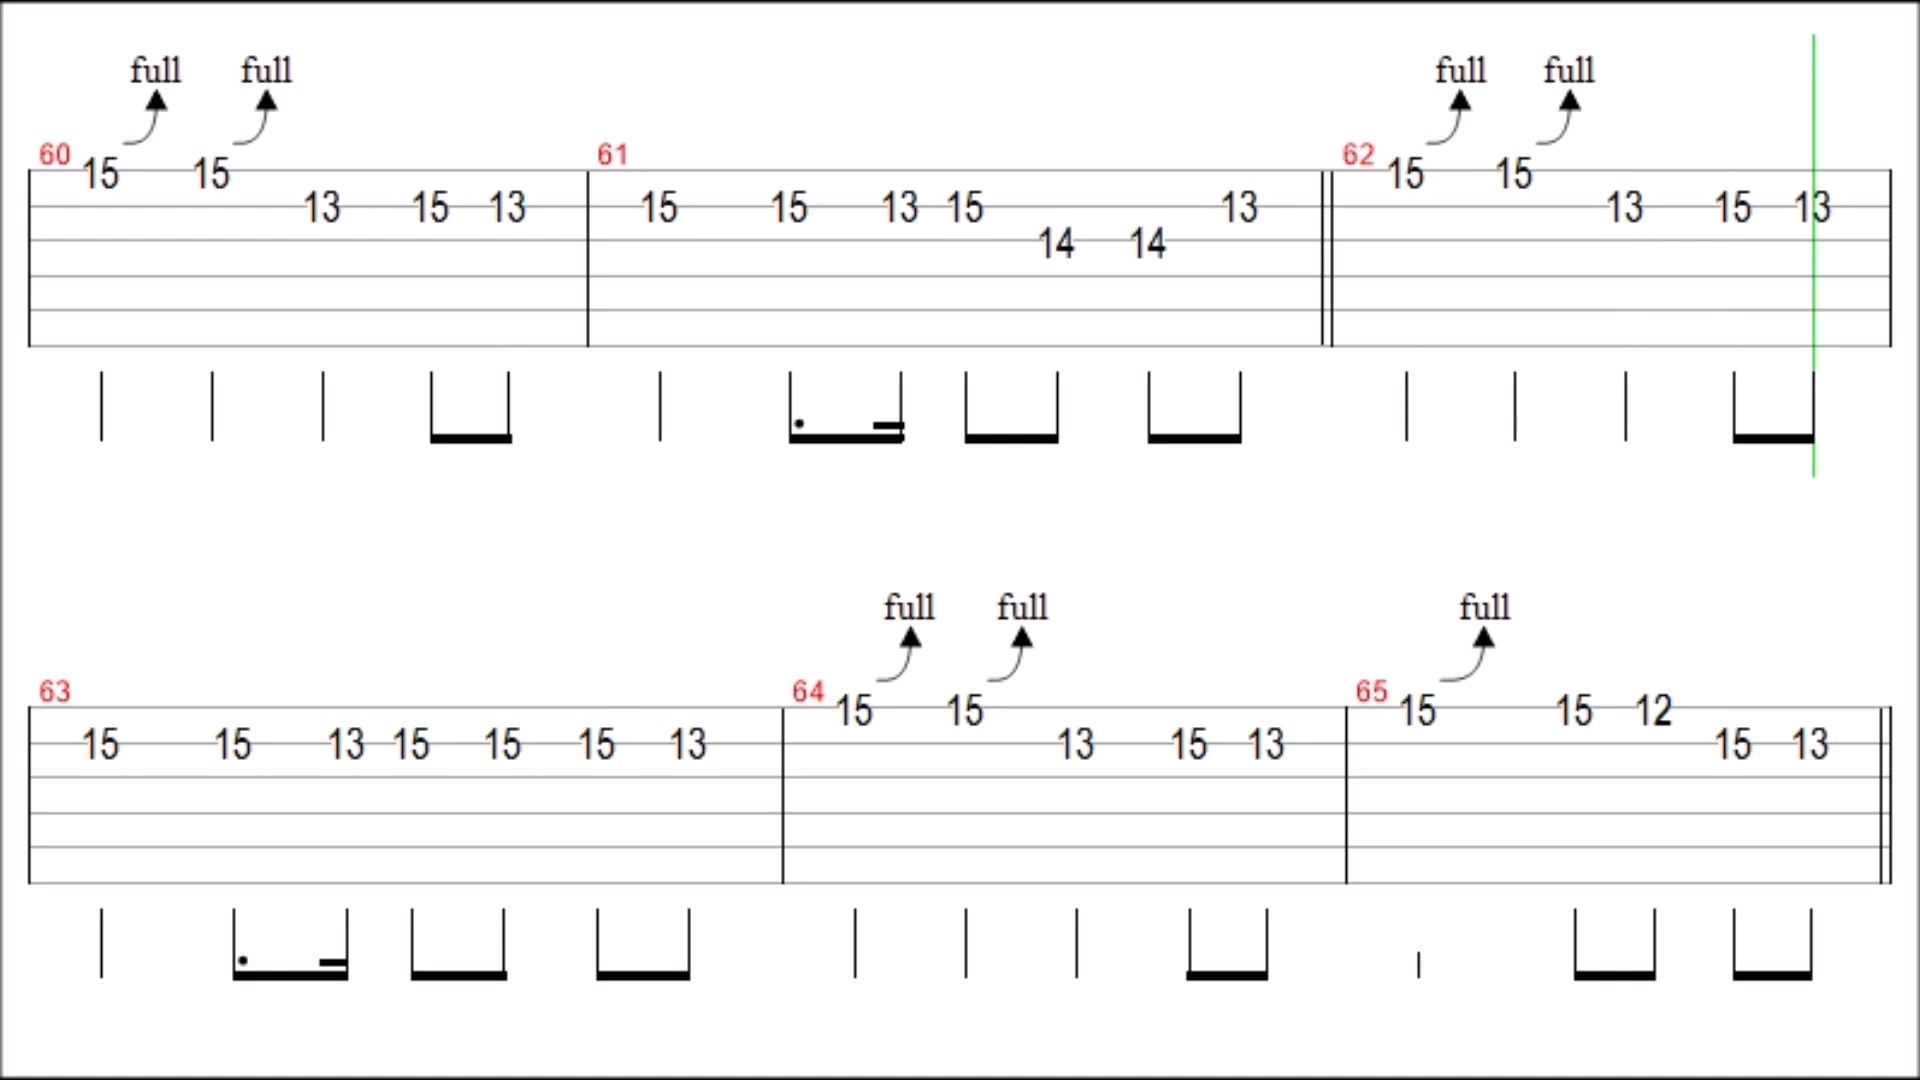 full full full full
60 15 15 61 62 15 15
13 15 13 15 15 13 15 13 13 15 13
14 14
full full full
63 64 15 15 65 15 15 12
15 15 13 15 15 15 13 13 15 13 15 13